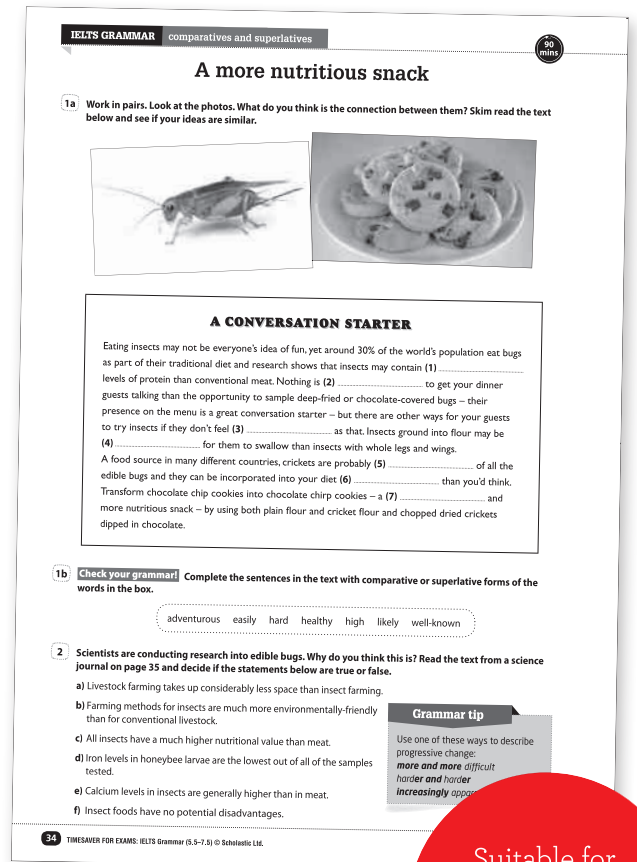 IELTS GRAMMAR comparatives and superlatives
90
mins
A more nutritious snack
1a Work in pairs. Look at the photos. What do you think is the connection between them? Skim read the text
below and see if your ideas are similar.
A CONVERSATION STARTER
Eating insects may not be everyone's idea of fun, yet around 30% of the world's population eat bugs
as part of their traditional diet and research shows that insects may contain (1)
levels of protein than conventional meat. Nothing is (2) to get your dinner
guests talking than the opportunity to sample deep-fried or chocolate-covered bugs – their
presence on the menu is a great conversation starter – but there are other ways for your guests
to try insects if they don't feel (3) as that. Insects ground into flour may be
(4) for them to swallow than insects with whole legs and wings.
A food source in many different countries, crickets are probably (5) of all the
edible bugs and they can be incorporated into your diet (6) than you'd think.
Transform chocolate chip cookies into chocolate chirp cookies – a (7) and
more nutritious snack – by using both plain flour and cricket flour and chopped dried crickets
dipped in chocolate.
1b Check your grammar! Complete the sentences in the text with comparative or superlative forms of the
words in the box.
adventurous easily hard healthy high likely well-known
2 Scientists are conducting research into edible bugs. Why do you think this is? Read the text from a science
journal on page 35 and decide if the statements below are true or false.
a) Livestock farming takes up considerably less space than insect farming.
b) Farming methods for insects are much more environmentally-friendly
than for conventional livestock.
c) All insects have a much higher nutritional value than meat.
d) Iron levels in honeybee larvae are the lowest out of all of the samples
tested.
e) Calcium levels in insects are generally higher than in meat.
f) Insect foods have no potential disadvantages.
Grammar tip
Use one of these ways to describe
progressive change:
more and more difficult
harder and harder
increasingly
34 TIMESAVER FOR EXAMS: IELTS Grammar (5.5–7.5) © Scholastic Ltd.
Suitable for